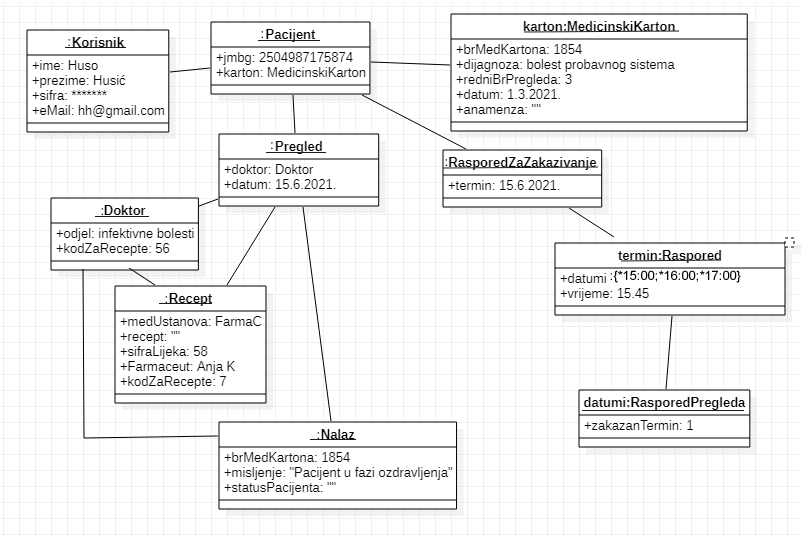 :Korisnik
+ime: Huso
+prezime: Husić
+sifra: *******
+eMail: hh@gmail.com
:Pacijent
+jmbg: 2504987175874
+karton: MedicinskiKarton
karton:MedicinskiKarton
+brMedKartona: 1854
+dijagnoza: bolest probavnog sistema
+redniBrPregleda: 3
+datum: 1.3.2021.
+anamenza: ""
:Pregled
+doktor: Doktor
+datum: 15.6.2021.
:RasporedZaZakazivanje
+termin: 15.6.2021.
:Doktor
+odjel: infektivne bolesti
+kodZaRecepte: 56
termin:Raspored
+datumi :{*15:00;*16:00;*17:00}
+vrijeme: 15.45
:Recept
+medUstanova: FarmaC
+recept: ""
+sifraLijeka: 58
+Farmaceut: Anja K
+kodZaRecepte: 7
datumi:RasporedPregleda
+zakazanTermin: 1
:Nalaz
+brMedKartona: 1854
+misljenje: "Pacijent u fazi ozdravljenja"
+statusPacijenta: ""